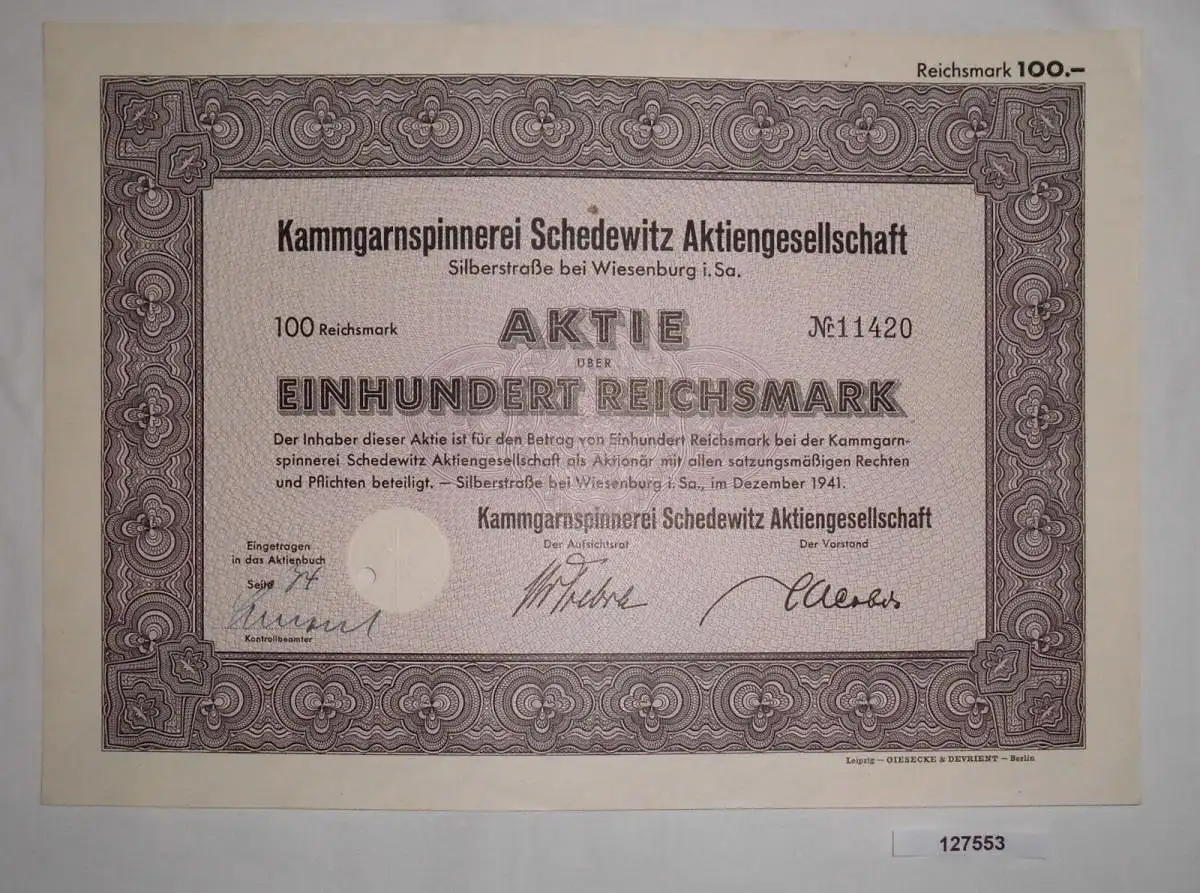 Reichsmark 100.–
Kammgarnspinnerei Schedewitz Aktiengesellschaft
Silberstraße bei Wiesenburg i. Sa.
100 Reichsmark
AKTIE
№ 11420
ÜBER
EINHUNDERT REICHSMARK
Der Inhaber dieser Aktie ist für den Betrag von Einhundert Reichsmark bei der Kammgarn-
spinnerei Schedewitz Aktiengesellschaft als Aktionär mit allen satzungsmäßigen Rechten
und Pflichten beteiligt. — Silberstraße bei Wiesenburg i. Sa., im Dezember 1941.
Kammgarnspinnerei Schedewitz Aktiengesellschaft
Der Aufsichtsrat
Der Vorstand
Eingetragen
in das Aktienbuch
Seite 74
Kontrollbeamter
Leipzig — GIESECKE & DEVRIENT — Berlin
127553